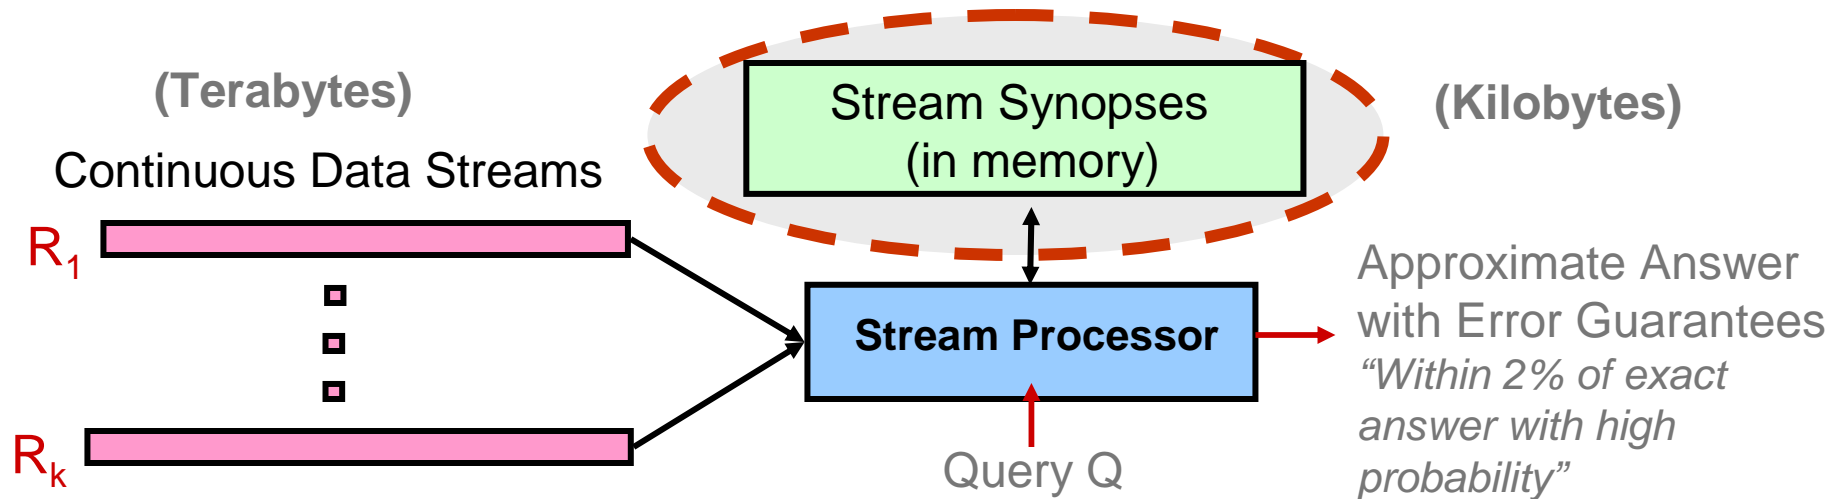 (Terabytes)
Continuous Data Streams
R1
Rk
Stream Synopses
(in memory)
(Kilobytes)
Stream Processor
Query Q
Approximate Answer
with Error Guarantees
“Within 2% of exact
answer with high
probability”